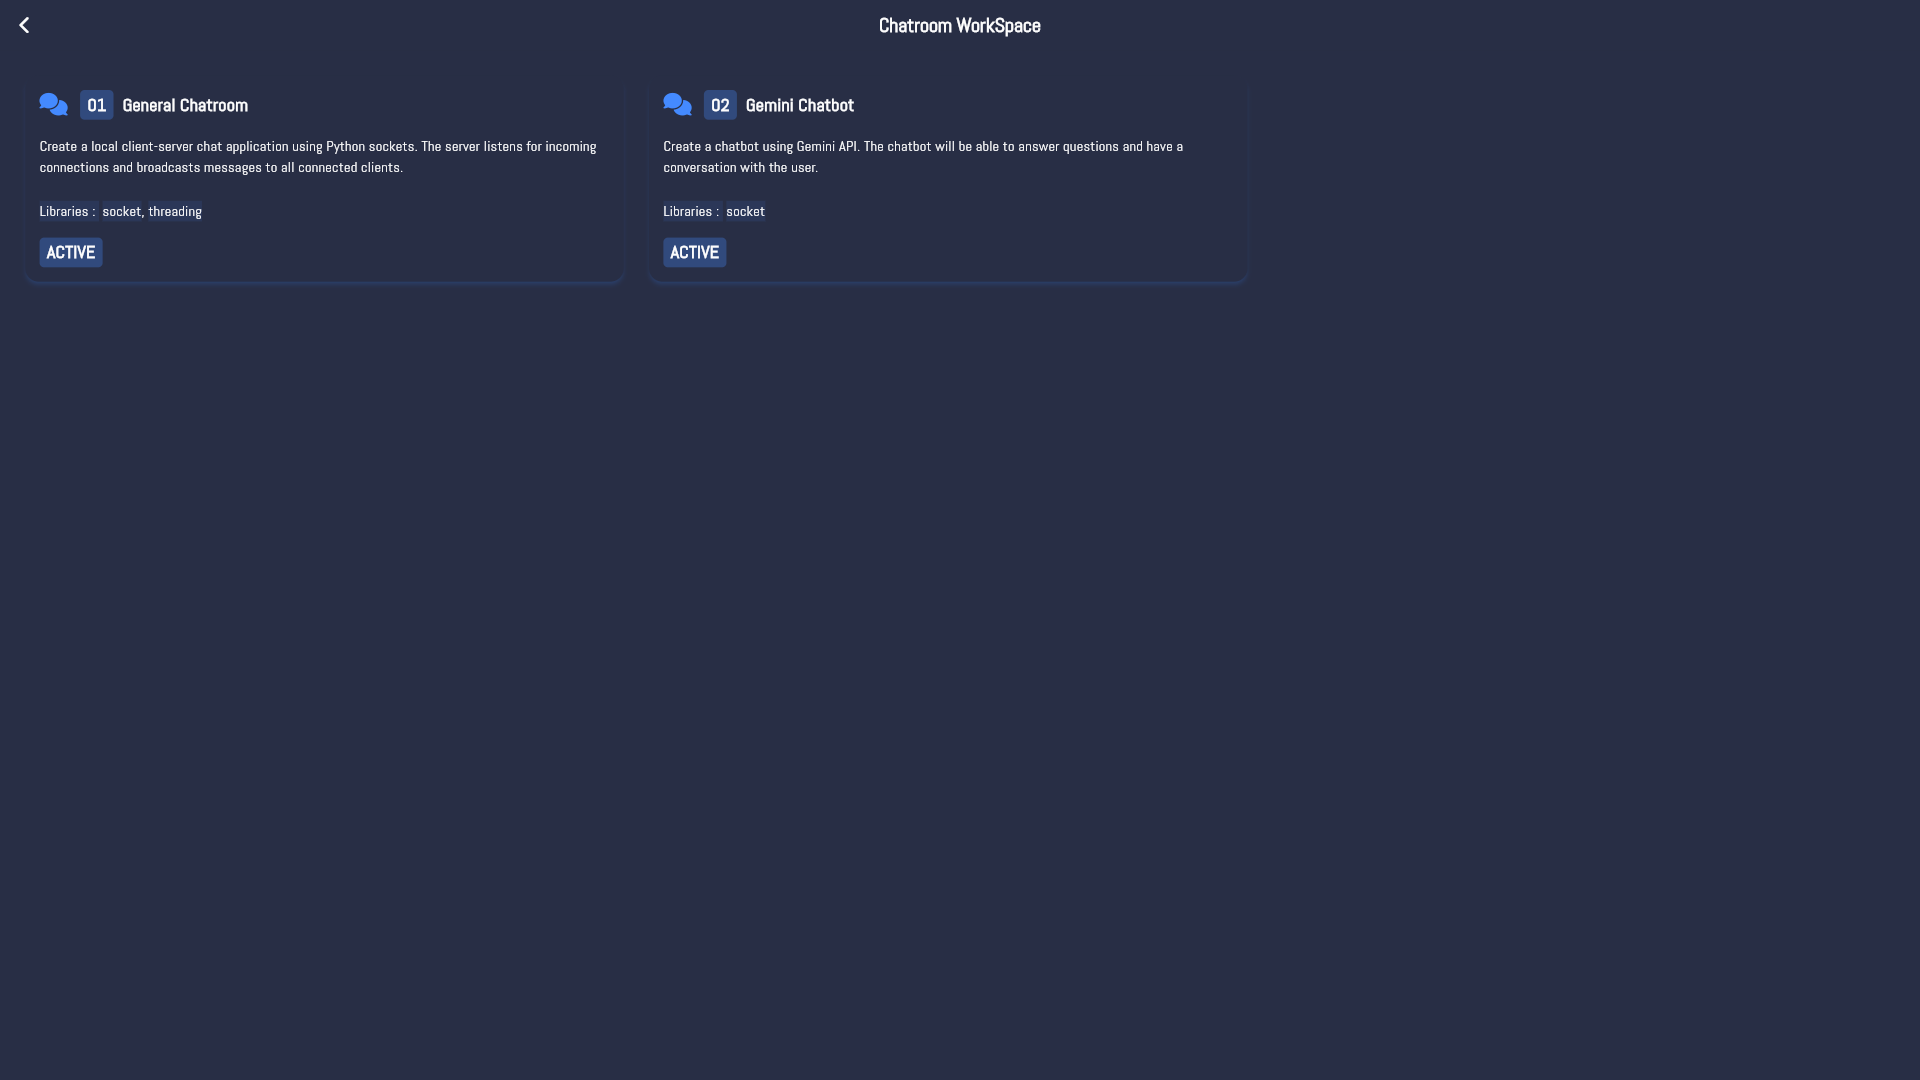 Chatroom WorkSpace
01 General Chatroom
Create a local client-server chat application using Python sockets. The server listens for incoming
connections and broadcasts messages to all connected clients.
Libraries : socket, threading
ACTIVE
02 Gemini Chatbot
Create a chatbot using Gemini API. The chatbot will be able to answer questions and have a
conversation with the user.
Libraries : socket
ACTIVE